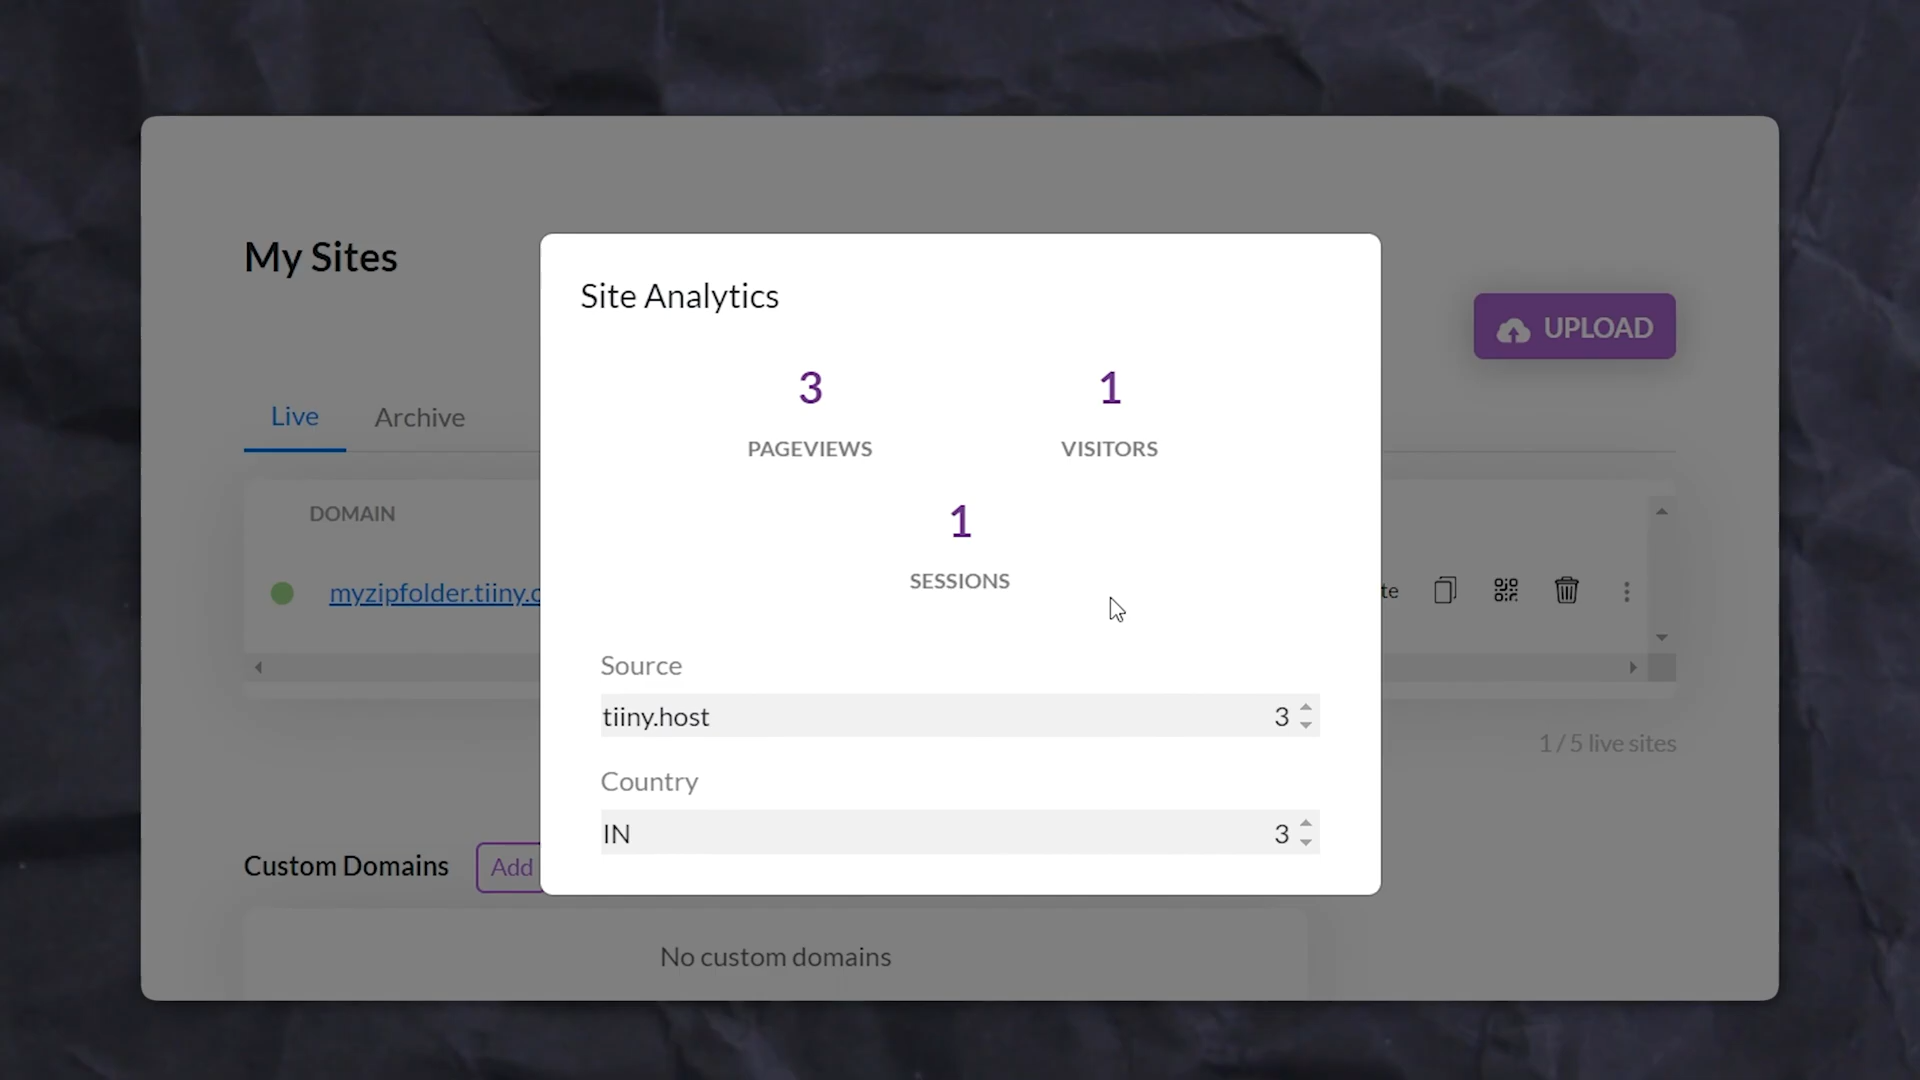 My Sites
UPLOAD
Live
Archive
DOMAIN
myzipfolder.tiiny.c
te
1 / 5 live sites
Custom Domains
Add
No custom domains
Site Analytics
3
PAGEVIEWS
1
VISITORS
1
SESSIONS
Source
tiiny.host 3
Country
IN 3